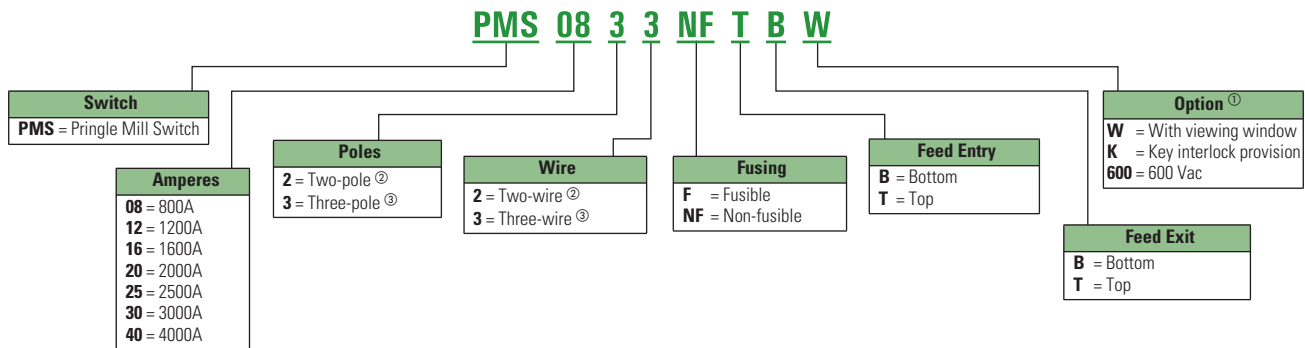 PMS 08 3 3 NF T B W
Switch
PMS = Pringle Mill Switch
Amperes
08 = 800A
12 = 1200A
16 = 1600A
20 = 2000A
25 = 2500A
30 = 3000A
40 = 4000A
Poles
2 = Two-pole ②
3 = Three-pole ③
Wire
2 = Two-wire ②
3 = Three-wire ③
Fusing
F = Fusible
NF = Non-fusible
Feed Entry
B = Bottom
T = Top
Feed Exit
B = Bottom
T = Top
Option ①
W = With viewing window
K = Key interlock provision
600 = 600 Vac